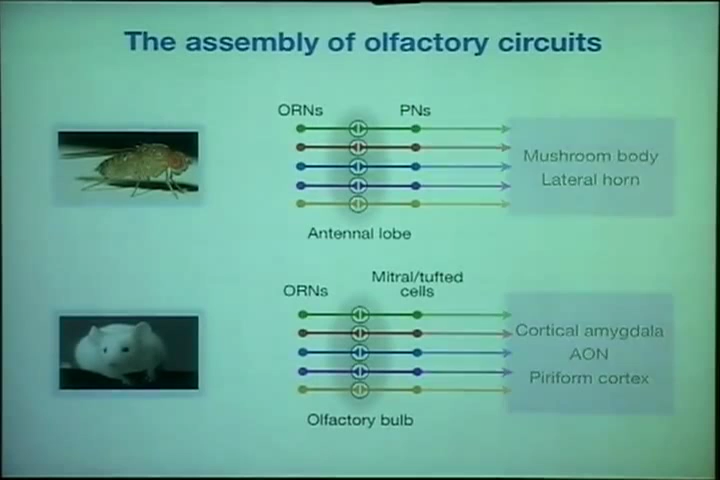 The assembly of olfactory circuits
ORNs
PNs
Mushroom body
Lateral horn
Antennal lobe
ORNs
Mitral/tufted
cells
Cortical amygdala
AON
Piriform cortex
Olfactory bulb